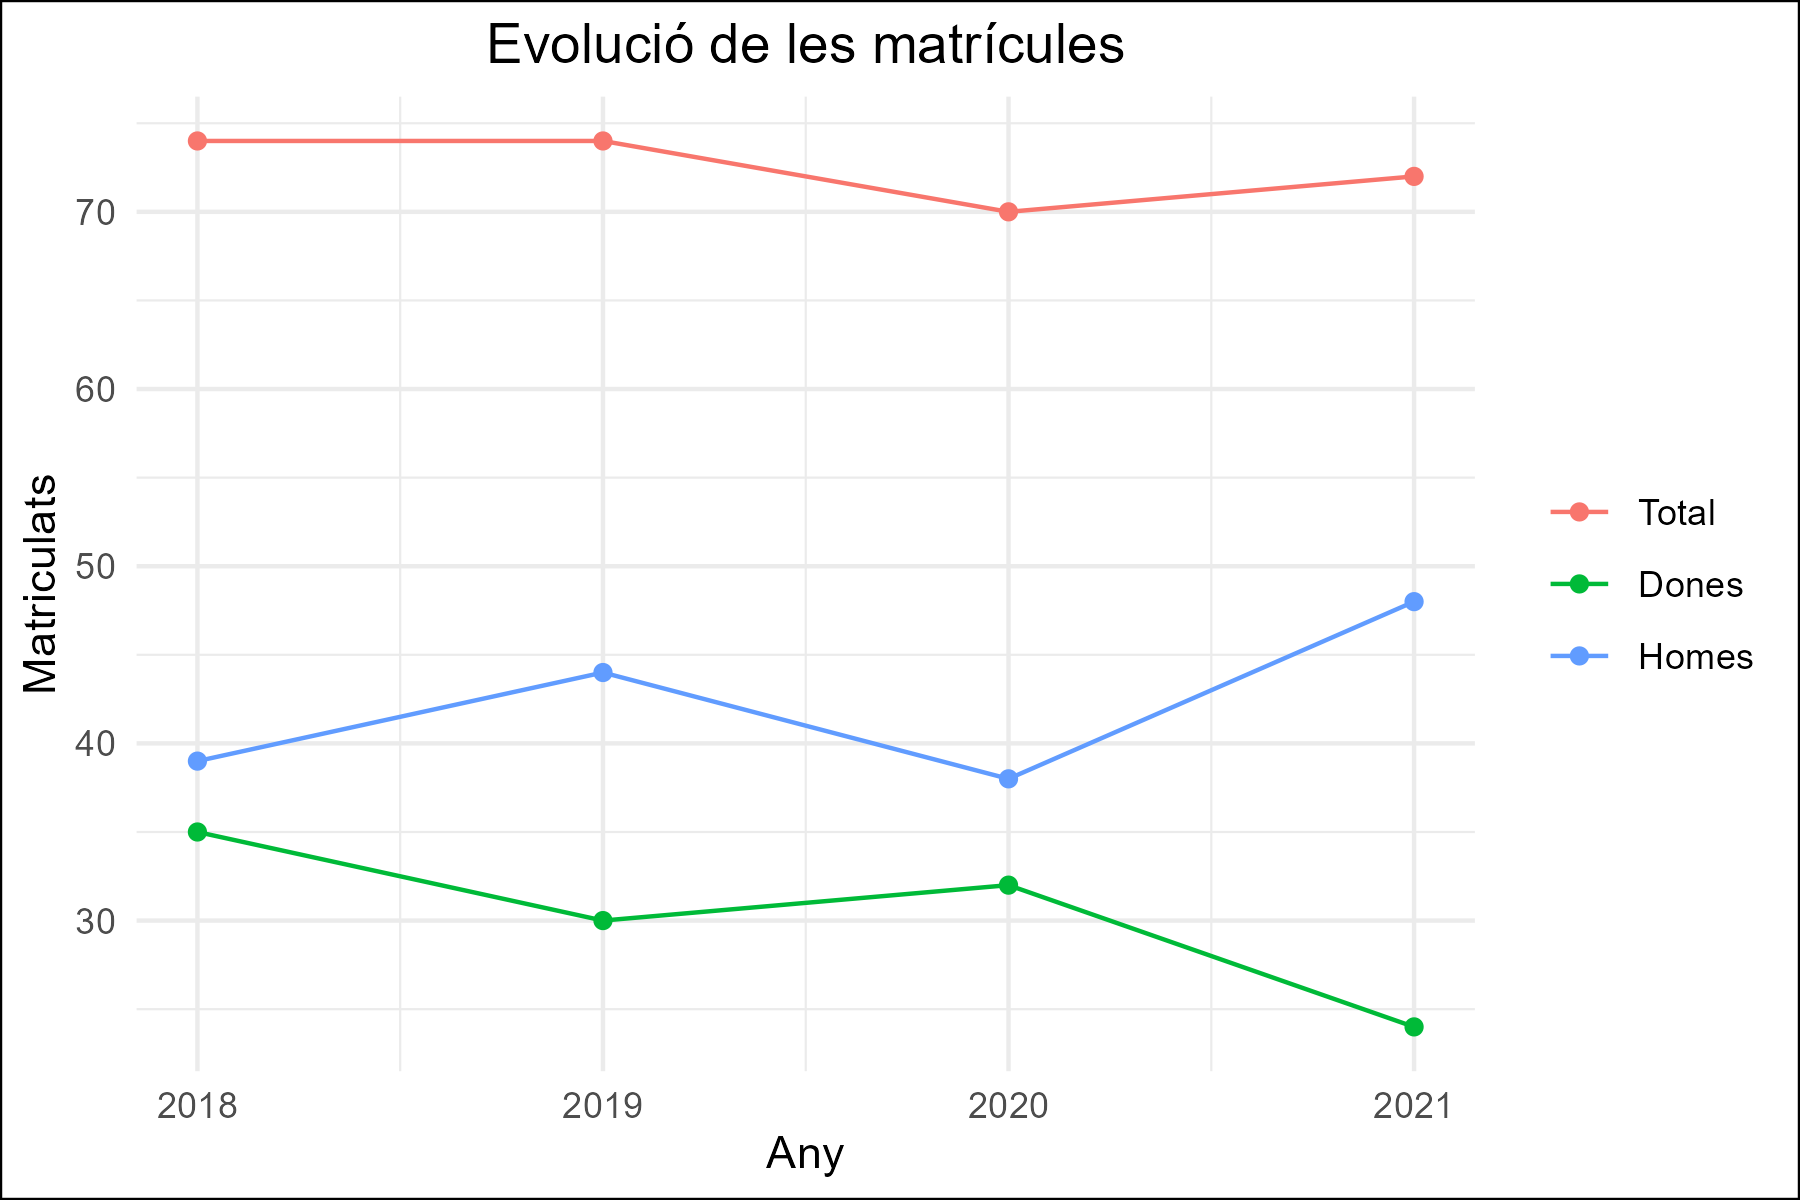 Evolució de les matrícules
Matriculats
70
60
50
40
30
2018 2019 2020 2021
Any
Total
Dones
Homes